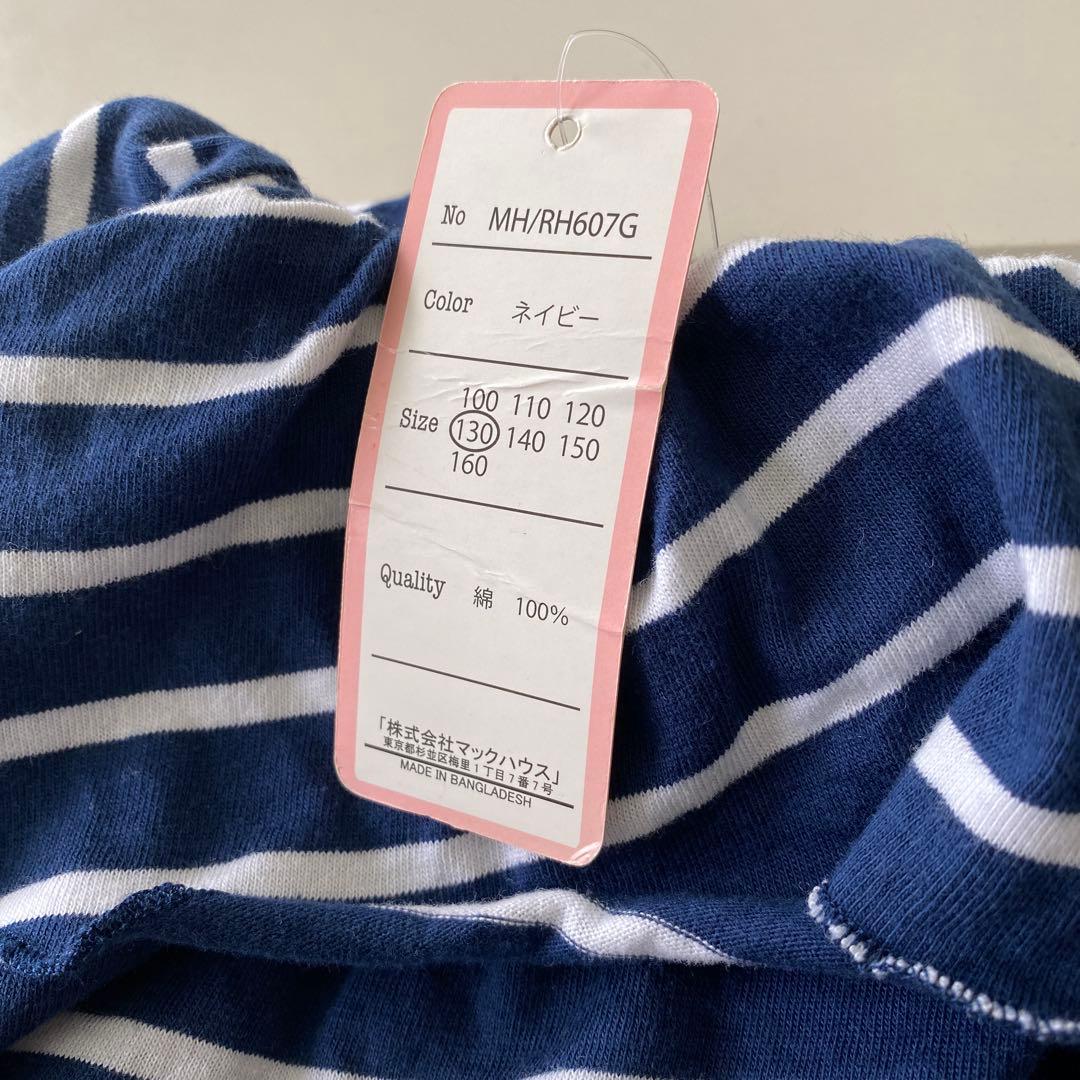 No MH/RH607G
Color ネイビー
100 110 120
Size 130 140 150
160
Quality 綿 100%
「株式会社マックハウス」
東京都杉並区梅里1丁目7番7号
MADE IN BANGLADESH